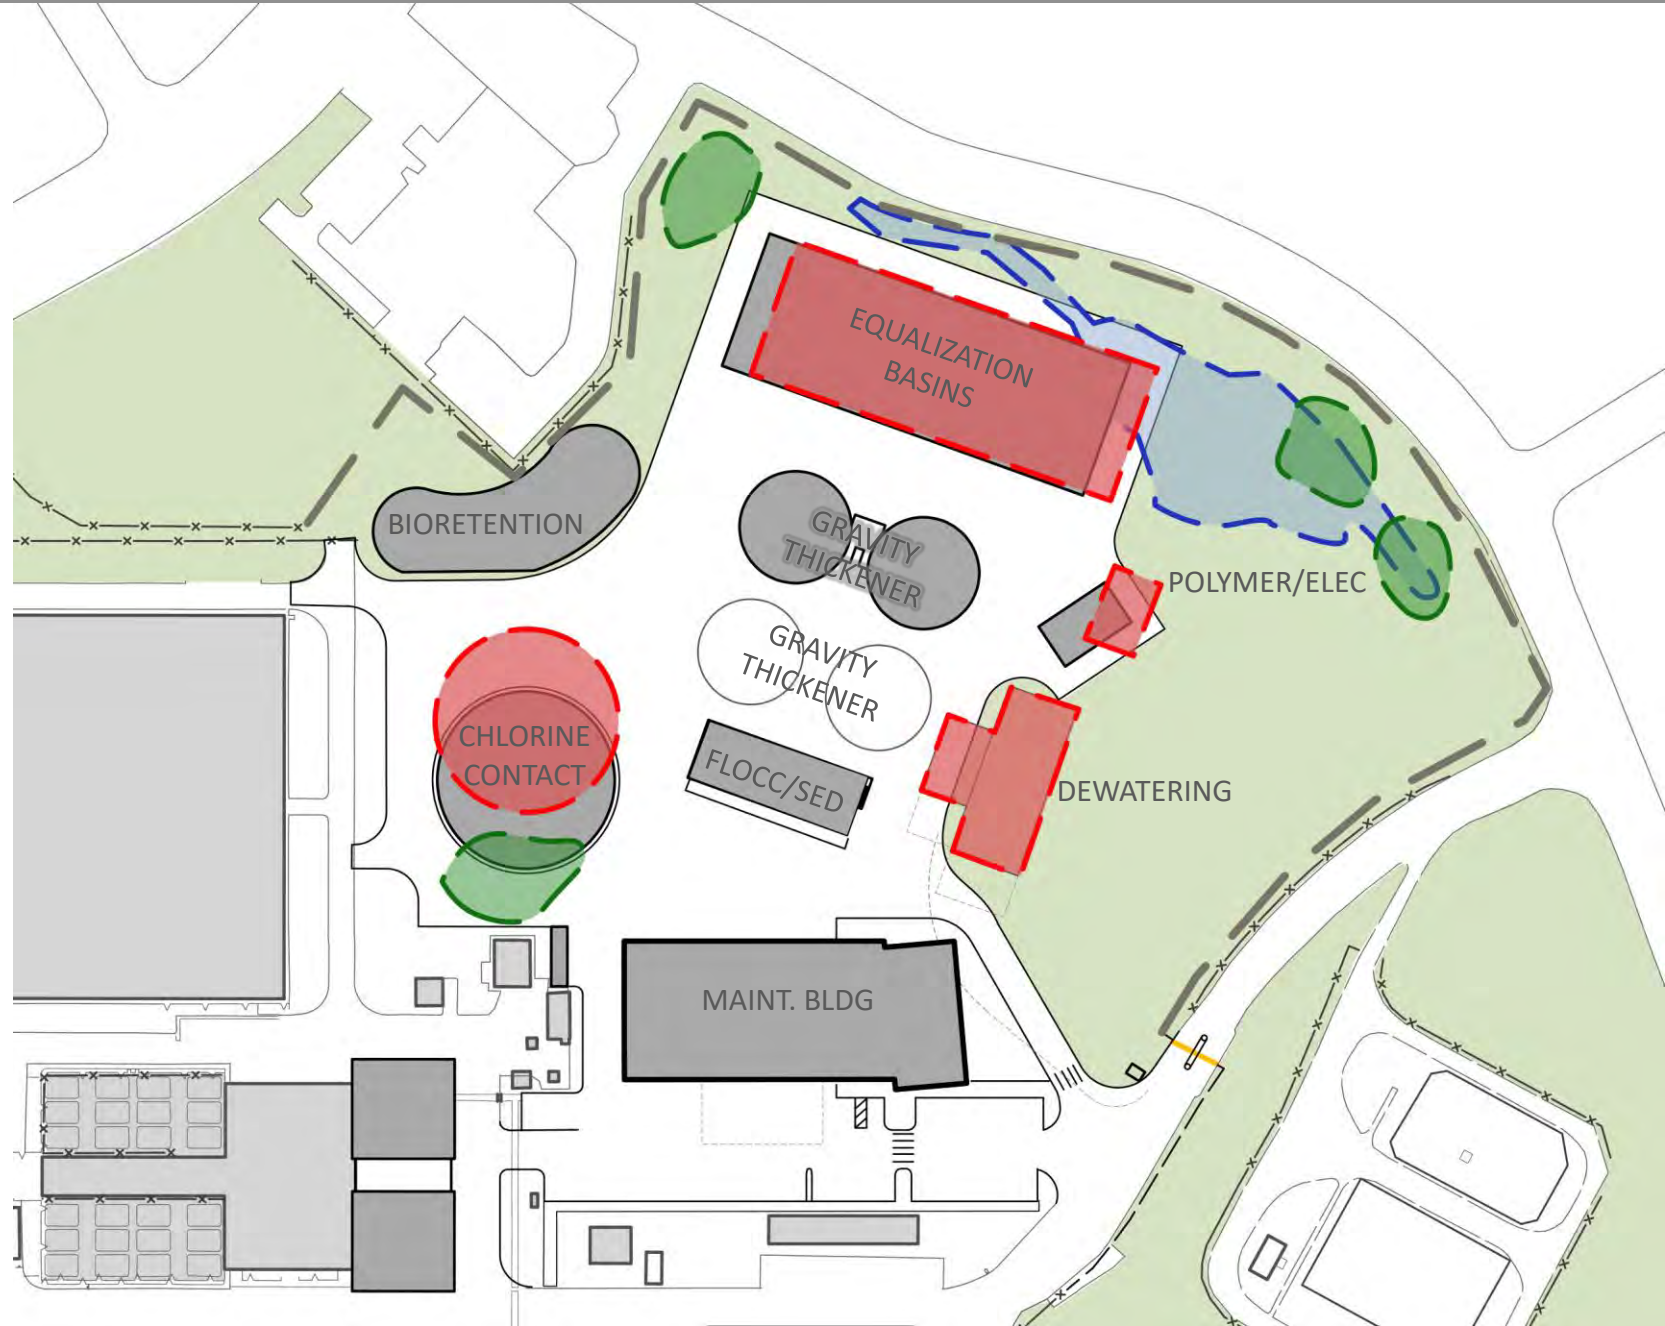 EQUALIZATION
BASINS
BIORETENTION
GRAVITY
THICKENER
POLYMER/ELEC
GRAVITY
THICKENER
CHLORINE
CONTACT
FLOCC/SED
DEWATERING
MAINT. BLDG